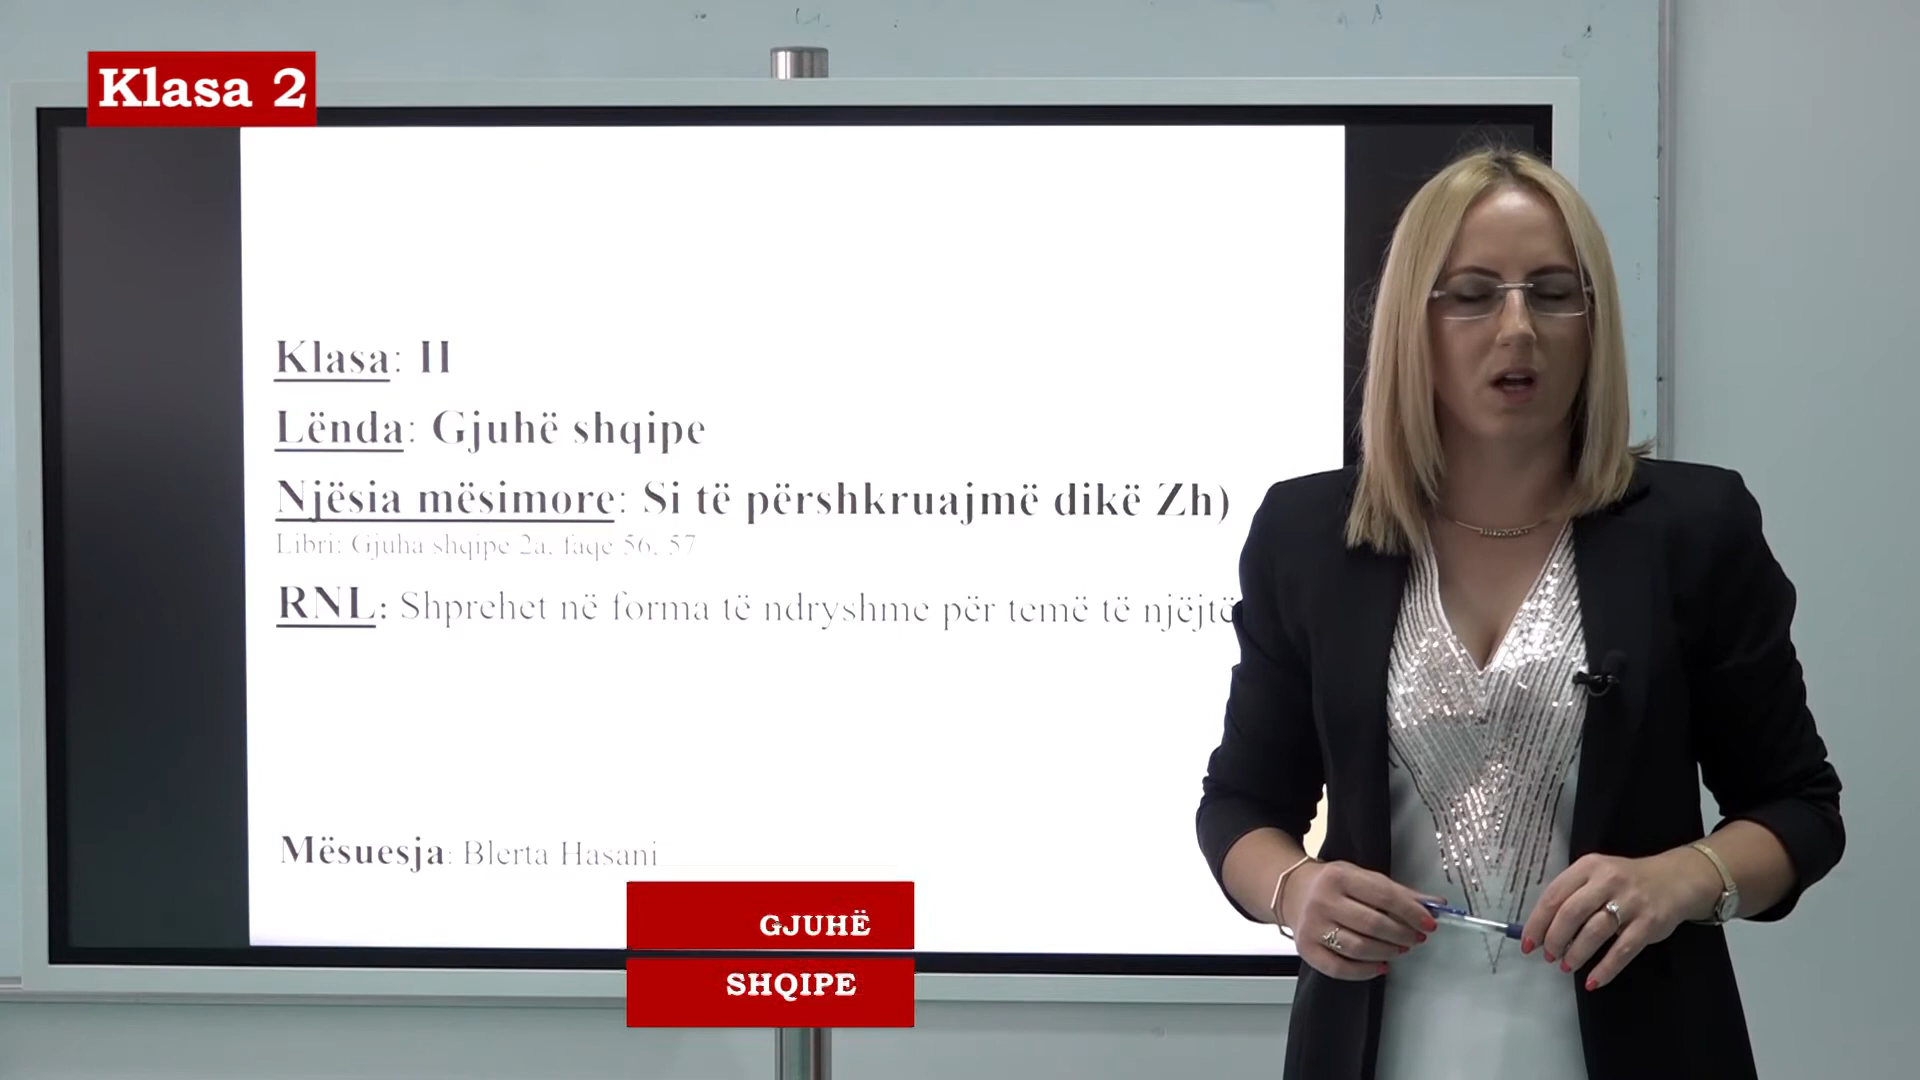 Klasa 2
Klasa: II
Lënda: Gjuhë shqipe
Njësia mësimore: Si të përshkruajmë dikë Zh)
Libri: Gjuha shqipe 2a, faqe 56, 57
RNL: Shprehet në forma të ndryshme për temë të njëjtë
Mësuesja: Blerta Hasani
GJUHË
SHQIPE